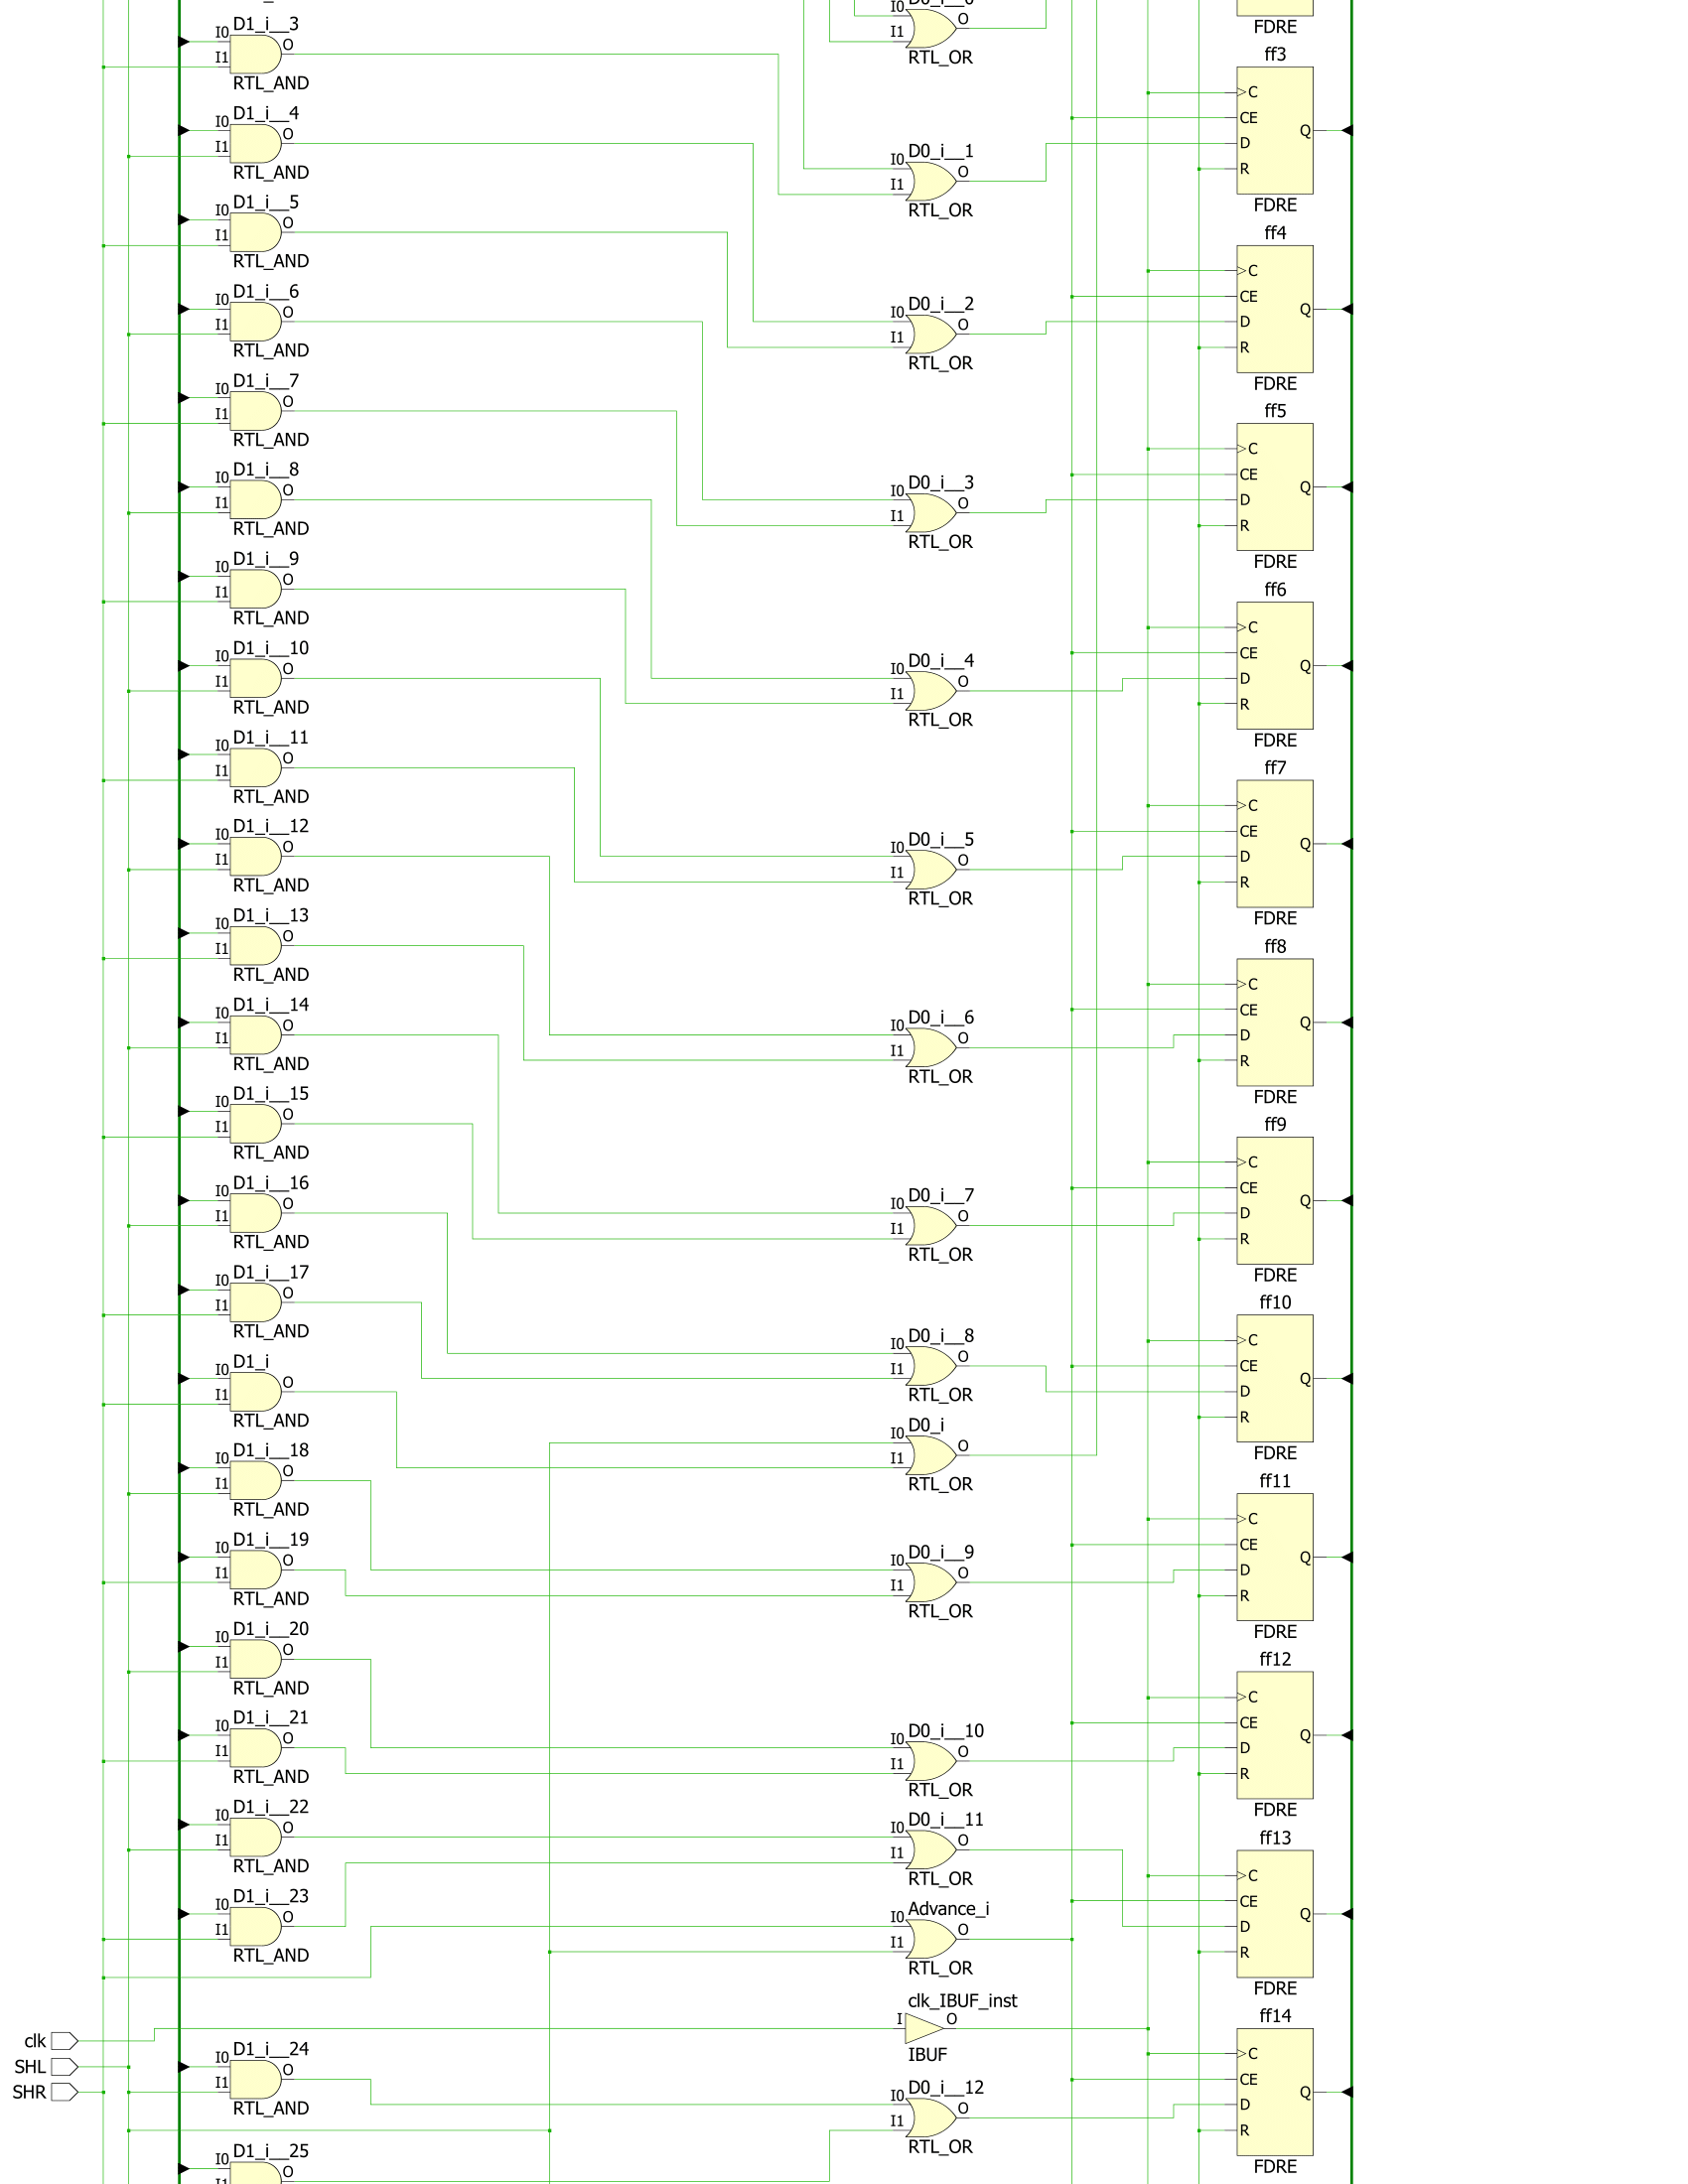 D1_i__3
I0 O
I1
RTL_AND
D1_i__4
I0 O
I1
RTL_AND
D1_i__5
I0 O
I1
RTL_AND
D1_i__6
I0 O
I1
RTL_AND
D1_i__7
I0 O
I1
RTL_AND
D1_i__8
I0 O
I1
RTL_AND
D1_i__9
I0 O
I1
RTL_AND
D1_i__10
I0 O
I1
RTL_AND
D1_i__11
I0 O
I1
RTL_AND
D1_i__12
I0 O
I1
RTL_AND
D1_i__13
I0 O
I1
RTL_AND
D1_i__14
I0 O
I1
RTL_AND
D1_i__15
I0 O
I1
RTL_AND
D1_i__16
I0 O
I1
RTL_AND
D1_i__17
I0 O
I1
RTL_AND
D1_i
I0 O
I1
RTL_AND
D1_i__18
I0 O
I1
RTL_AND
D1_i__19
I0 O
I1
RTL_AND
D1_i__20
I0 O
I1
RTL_AND
D1_i__21
I0 O
I1
RTL_AND
D1_i__22
I0 O
I1
RTL_AND
D1_i__23
I0 O
I1
RTL_AND
clk
SHL
SHR
D1_i__24
I0 O
I1
RTL_AND
D1_i__25
I0 O
I1
I0 O
I1
RTL_OR
D0_i__1
I0 O
I1
RTL_OR
D0_i__2
I0 O
I1
RTL_OR
D0_i__3
I0 O
I1
RTL_OR
D0_i__4
I0 O
I1
RTL_OR
D0_i__5
I0 O
I1
RTL_OR
D0_i__6
I0 O
I1
RTL_OR
D0_i__7
I0 O
I1
RTL_OR
D0_i__8
I0 O
I1
RTL_OR
D0_i
I0 O
I1
RTL_OR
D0_i__9
I0 O
I1
RTL_OR
D0_i__10
I0 O
I1
RTL_OR
D0_i__11
I0 O
I1
RTL_OR
Advance_i
I0 O
I1
RTL_OR
clk_IBUF_inst
I O
IBUF
D0_i__12
I0 O
I1
RTL_OR
FDRE
ff3
C
CE
Q
D
R
FDRE
ff4
C
CE
Q
D
R
FDRE
ff5
C
CE
Q
D
R
FDRE
ff6
C
CE
Q
D
R
FDRE
ff7
C
CE
Q
D
R
FDRE
ff8
C
CE
Q
D
R
FDRE
ff9
C
CE
Q
D
R
FDRE
ff10
C
CE
Q
D
R
FDRE
ff11
C
CE
Q
D
R
FDRE
ff12
C
CE
Q
D
R
FDRE
ff13
C
CE
Q
D
R
FDRE
ff14
C
CE
Q
D
R
FDRE